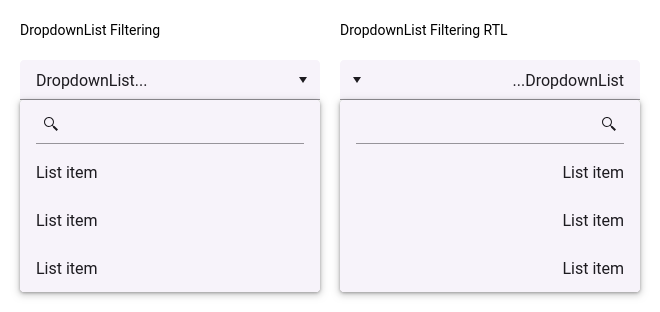 DropdownList Filtering
DropdownList...
List item
List item
List item
DropdownList Filtering RTL
...DropdownList
List item
List item
List item